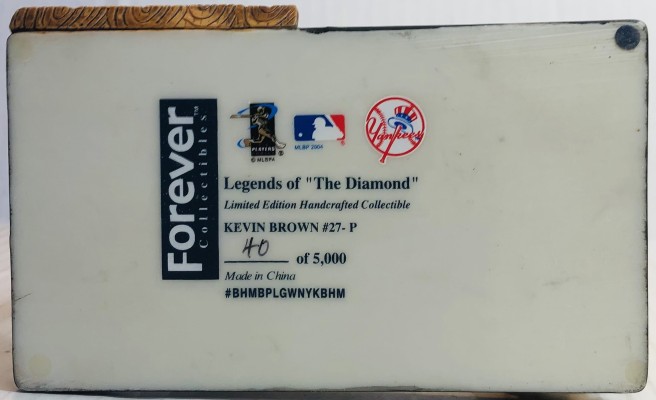 Forever
Collectibles™
PLAYERS
© MLBPA
®
MLBP 2004
Yankees
Legends of "The Diamond"
Limited Edition Handcrafted Collectible
KEVIN BROWN #27- P
40 of 5,000
Made in China
#BHMBPLGWNYKBHM